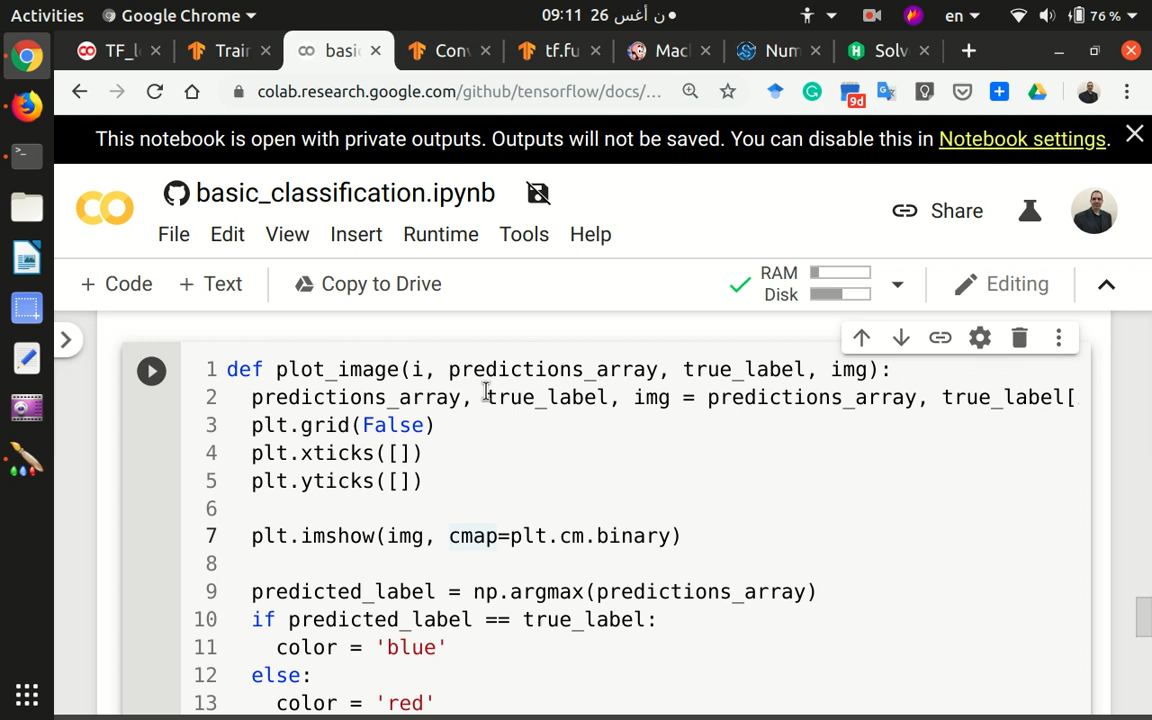 Activities Google Chrome 09:11 26 ن أغس en 76 %
TF_l Trair basic Conv tf.fu Mac Num Solv
colab.research.google.com/github/tensorflow/docs/...
9d
This notebook is open with private outputs. Outputs will not be saved. You can disable this in Notebook settings.
basic_classification.ipynb
Share
File Edit View Insert Runtime Tools Help
+ Code + Text Copy to Drive RAM Disk Editing
1 def plot_image(i, predictions_array, true_label, img):
2 predictions_array, true_label, img = predictions_array, true_label[
3 plt.grid(False)
4 plt.xticks([])
5 plt.yticks([])
6
7 plt.imshow(img, cmap=plt.cm.binary)
8
9 predicted_label = np.argmax(predictions_array)
10 if predicted_label == true_label:
11 color = 'blue'
12 else:
13 color = 'red'